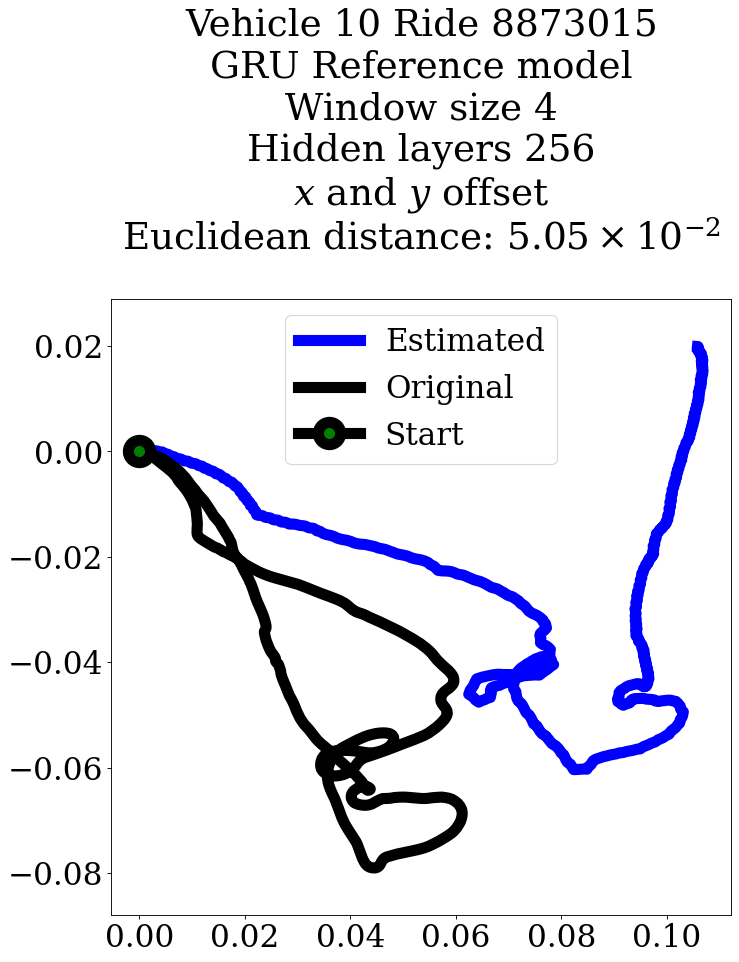 Vehicle 10 Ride 8873015
GRU Reference model
Window size 4
Hidden layers 256
x and y offset
Euclidean distance: 5.05 × 10⁻²
Estimated
Original
Start
0.02
0.00
−0.02
−0.04
−0.06
−0.08
0.00 0.02 0.04 0.06 0.08 0.10